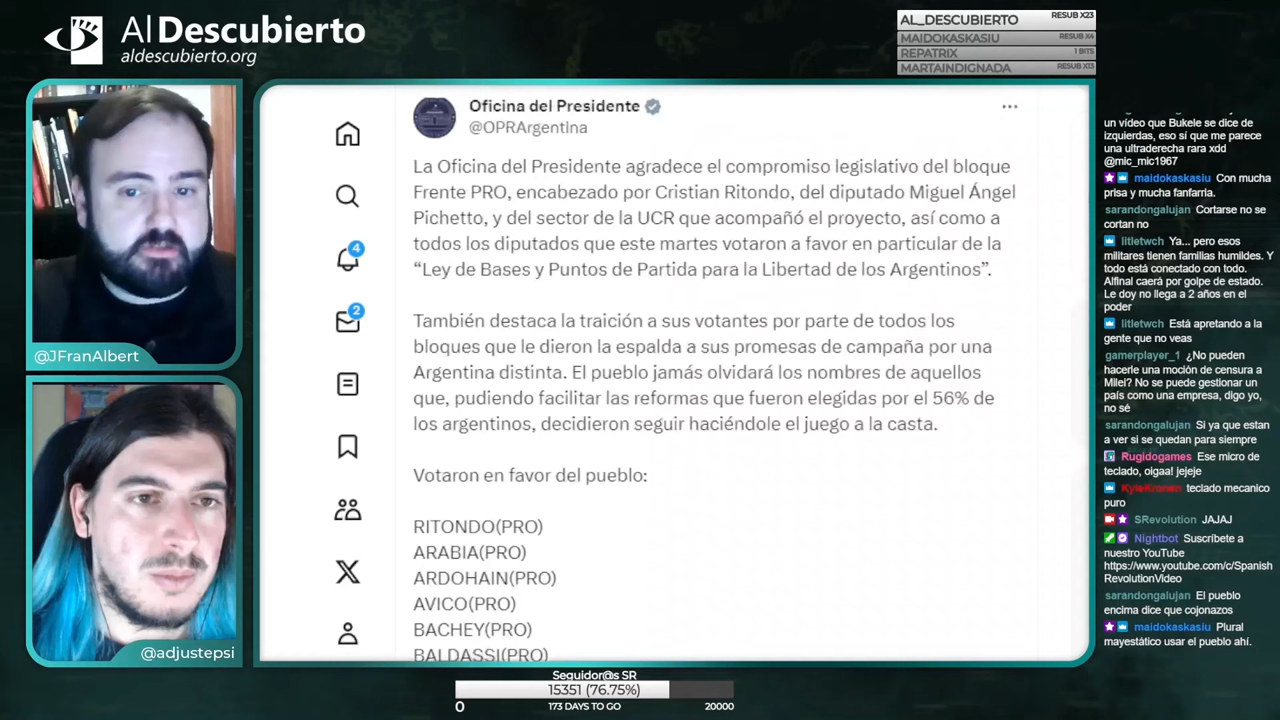 Al Descubierto
aldescubierto.org
AL_DESCUBIERTO RESUB X23
MAIDOKASKASIU RESUB X4
REPATRIX 1 BITS
MARTAINDIGNADA RESUB X13
@JFranAlbert
@adjustepsi
Oficina del Presidente
@OPRArgentina
La Oficina del Presidente agradece el compromiso legislativo del bloque
Frente PRO, encabezado por Cristian Ritondo, del diputado Miguel Ángel
Pichetto, y del sector de la UCR que acompañó el proyecto, así como a
todos los diputados que este martes votaron a favor en particular de la
“Ley de Bases y Puntos de Partida para la Libertad de los Argentinos”.
También destaca la traición a sus votantes por parte de todos los
bloques que le dieron la espalda a sus promesas de campaña por una
Argentina distinta. El pueblo jamás olvidará los nombres de aquellos
que, pudiendo facilitar las reformas que fueron elegidas por el 56% de
los argentinos, decidieron seguir haciéndole el juego a la casta.
Votaron en favor del pueblo:
RITONDO(PRO)
ARABIA(PRO)
ARDOHAIN(PRO)
AVICO(PRO)
BACHEY(PRO)
BALDASSI(PRO)
4
2
un vídeo que Bukele se dice de
izquierdas, eso sí que me parece
una ultraderecha rara xdd
@mic_mic1967
maidokaskasiu Con mucha
prisa y mucha fanfarria.
sarandongalujan Cortarse no se
cortan no
litletwch Ya... pero esos
militares tienen familias humildes. Y
todo está conectado con todo.
Alfinal caerá por golpe de estado.
Le doy no llega a 2 años en el
poder
litletwch Está apretando a la
gente que no veas
gamerplayer_1 ¿No pueden
hacerle una moción de censura a
Milei? No se puede gestionar un
país como una empresa, digo yo,
no sé
sarandongalujan Si ya que estan
a ver si se quedan para siempre
Rugidogames Ese micro de
teclado, olgaa! jejeje
KyleKronen teclado mecanico
puro
SRevolution JAJAJ
Nightbot Suscríbete a
nuestro YouTube
https://www.youtube.com/c/Spanish
RevolutionVideo
sarandongalujan El pueblo
encima dice que cojonazos
maidokaskasiu Plural
mayestático usar el pueblo ahí.
Seguidor@s SR
15351 (76.75%)
0 173 DAYS TO GO 20000